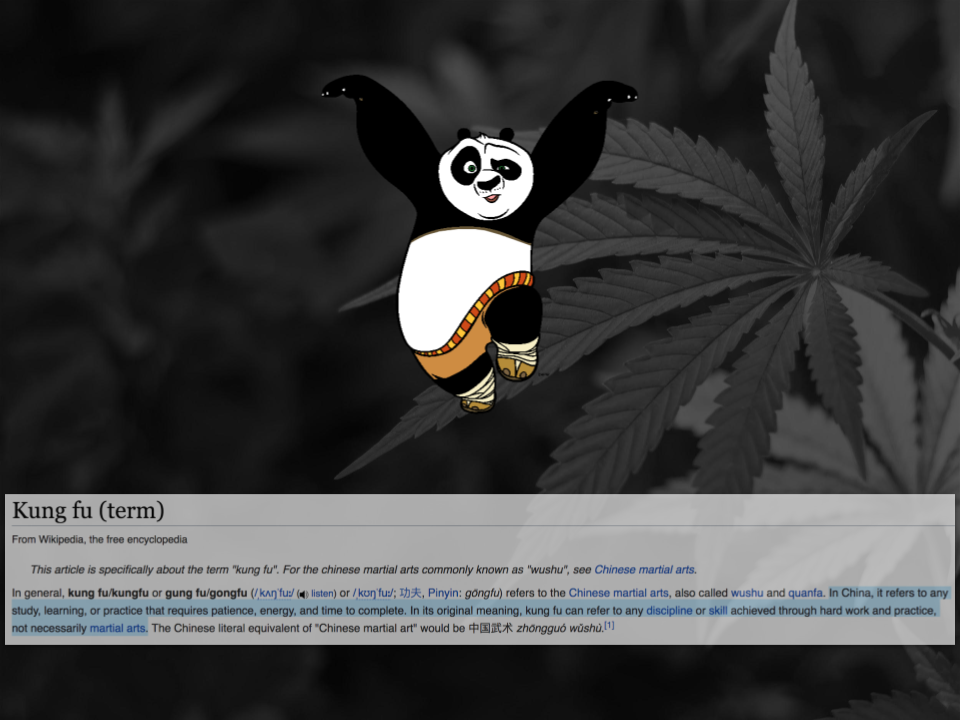 Kung fu (term)
From Wikipedia, the free encyclopedia
This article is specifically about the term "kung fu". For the chinese martial arts commonly known as "wushu", see Chinese martial arts.
In general, kung fu/kungfu or gung fu/gongfu (/ˌkʌŋˈfuː/ (listen) or /ˌkʊŋˈfuː/; 功夫, Pinyin: gōngfu) refers to the Chinese martial arts, also called wushu and quanfa. In China, it refers to any
study, learning, or practice that requires patience, energy, and time to complete. In its original meaning, kung fu can refer to any discipline or skill achieved through hard work and practice,
not necessarily martial arts. The Chinese literal equivalent of "Chinese martial art" would be 中国武术 zhōngguó wǔshù.[1]